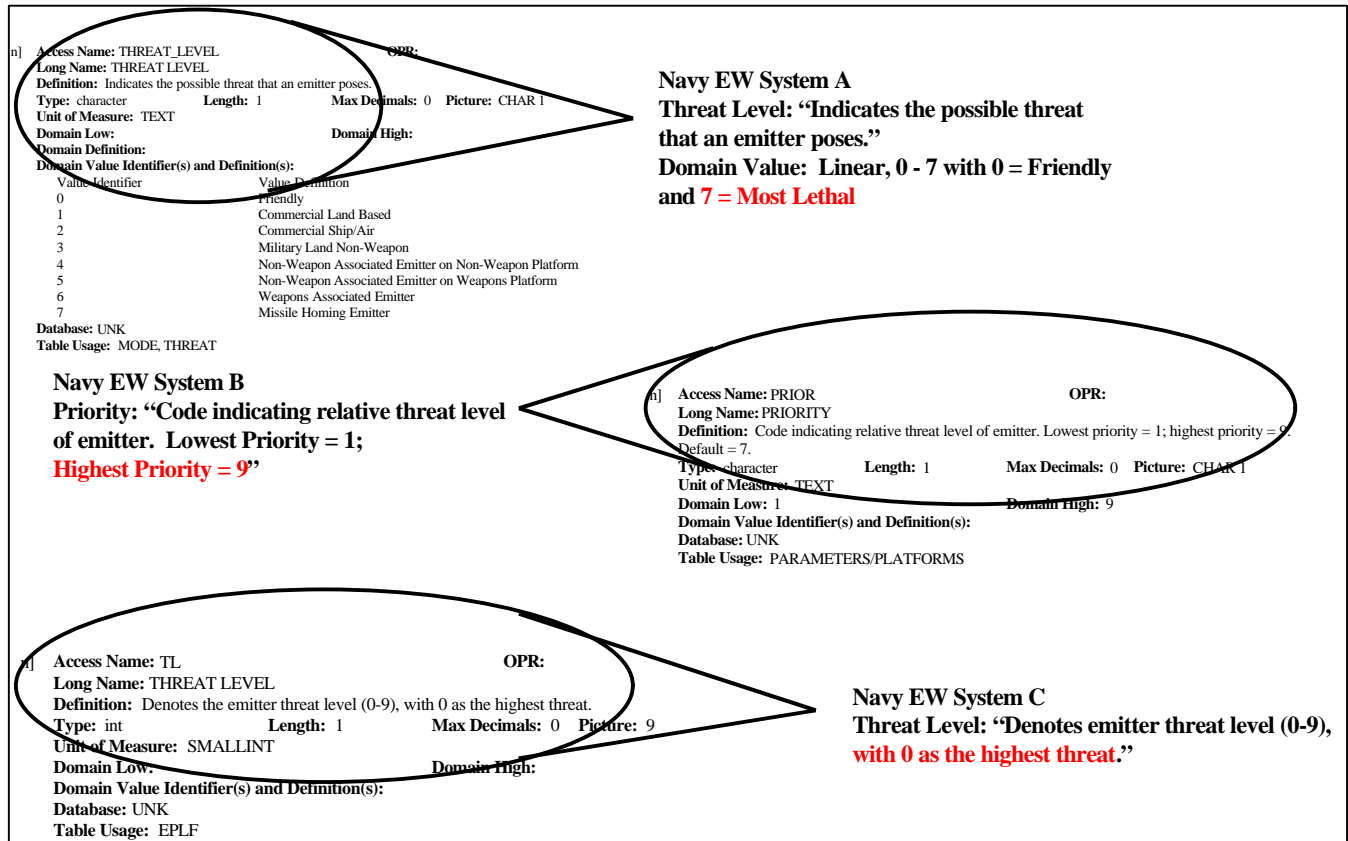 n] Access Name: THREAT_LEVEL OPR:
Long Name: THREAT LEVEL
Definition: Indicates the possible threat that an emitter poses.
Type: character Length: 1 Max Decimals: 0 Picture: CHAR 1
Unit of Measure: TEXT
Domain Low: Domain High:
Domain Definition:
Domain Value Identifier(s) and Definition(s):
Value Identifier Value Definition
0 Friendly
1 Commercial Land Based
2 Commercial Ship/Air
3 Military Land Non-Weapon
4 Non-Weapon Associated Emitter on Non-Weapon Platform
5 Non-Weapon Associated Emitter on Weapons Platform
6 Weapons Associated Emitter
7 Missile Homing Emitter
Database: UNK
Table Usage: MODE, THREAT
Navy EW System A
Threat Level: “Indicates the possible threat
that an emitter poses.”
Domain Value: Linear, 0 - 7 with 0 = Friendly
and 7 = Most Lethal
Navy EW System B
Priority: “Code indicating relative threat level
of emitter. Lowest Priority = 1;
Highest Priority = 9”
n] Access Name: PRIOR OPR:
Long Name: PRIORITY
Definition: Code indicating relative threat level of emitter. Lowest priority = 1; highest priority = 9.
Default = 7.
Type: character Length: 1 Max Decimals: 0 Picture: CHAR 1
Unit of Measure: TEXT
Domain Low: 1 Domain High: 9
Domain Value Identifier(s) and Definition(s):
Database: UNK
Table Usage: PARAMETERS/PLATFORMS
n] Access Name: TL OPR:
Long Name: THREAT LEVEL
Definition: Denotes the emitter threat level (0-9), with 0 as the highest threat.
Type: int Length: 1 Max Decimals: 0 Picture: 9
Unit of Measure: SMALLINT
Domain Low: Domain High:
Domain Value Identifier(s) and Definition(s):
Database: UNK
Table Usage: EPLF
Navy EW System C
Threat Level: “Denotes emitter threat level (0-9),
with 0 as the highest threat.”